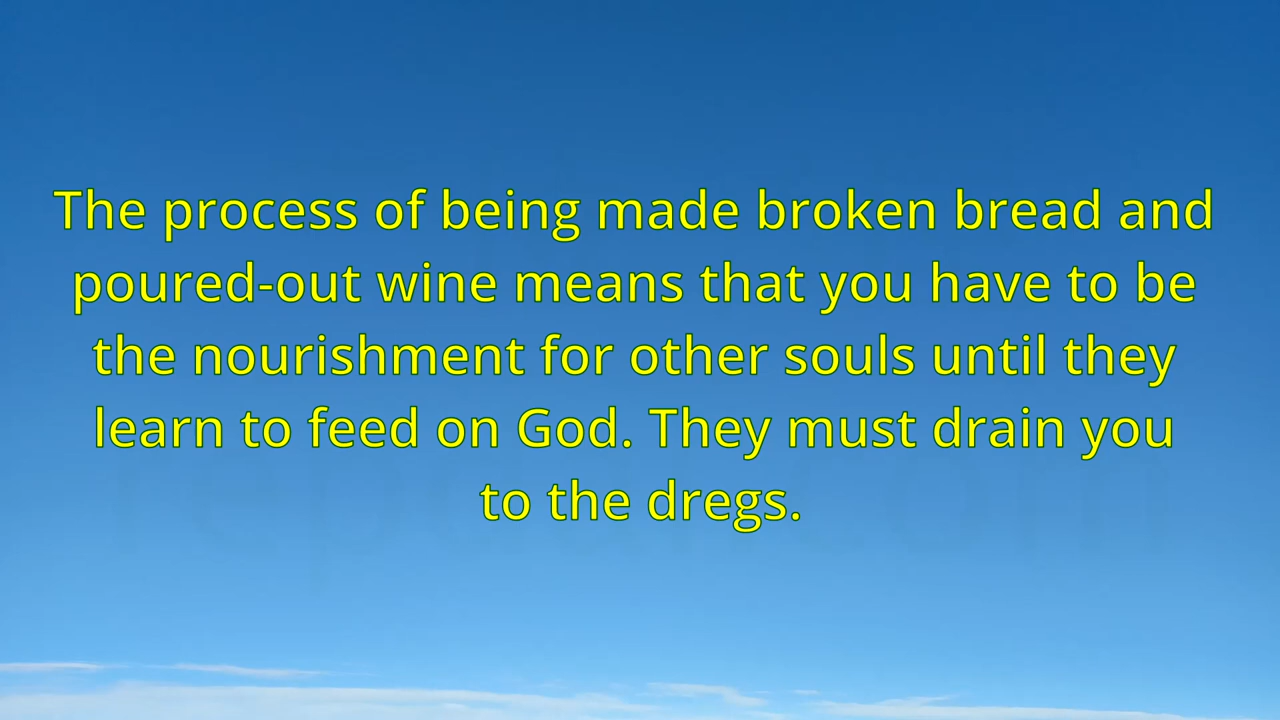 The process of being made broken bread and
poured-out wine means that you have to be
the nourishment for other souls until they
learn to feed on God. They must drain you
to the dregs.